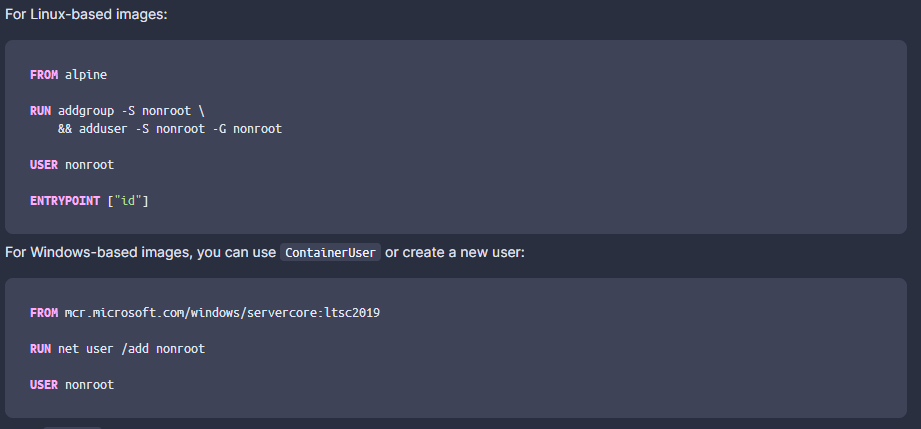 For Linux-based images:
FROM alpine
RUN addgroup -S nonroot \
    && adduser -S nonroot -G nonroot
USER nonroot
ENTRYPOINT ["id"]
For Windows-based images, you can use ContainerUser or create a new user:
FROM mcr.microsoft.com/windows/servercore:ltsc2019
RUN net user /add nonroot
USER nonroot